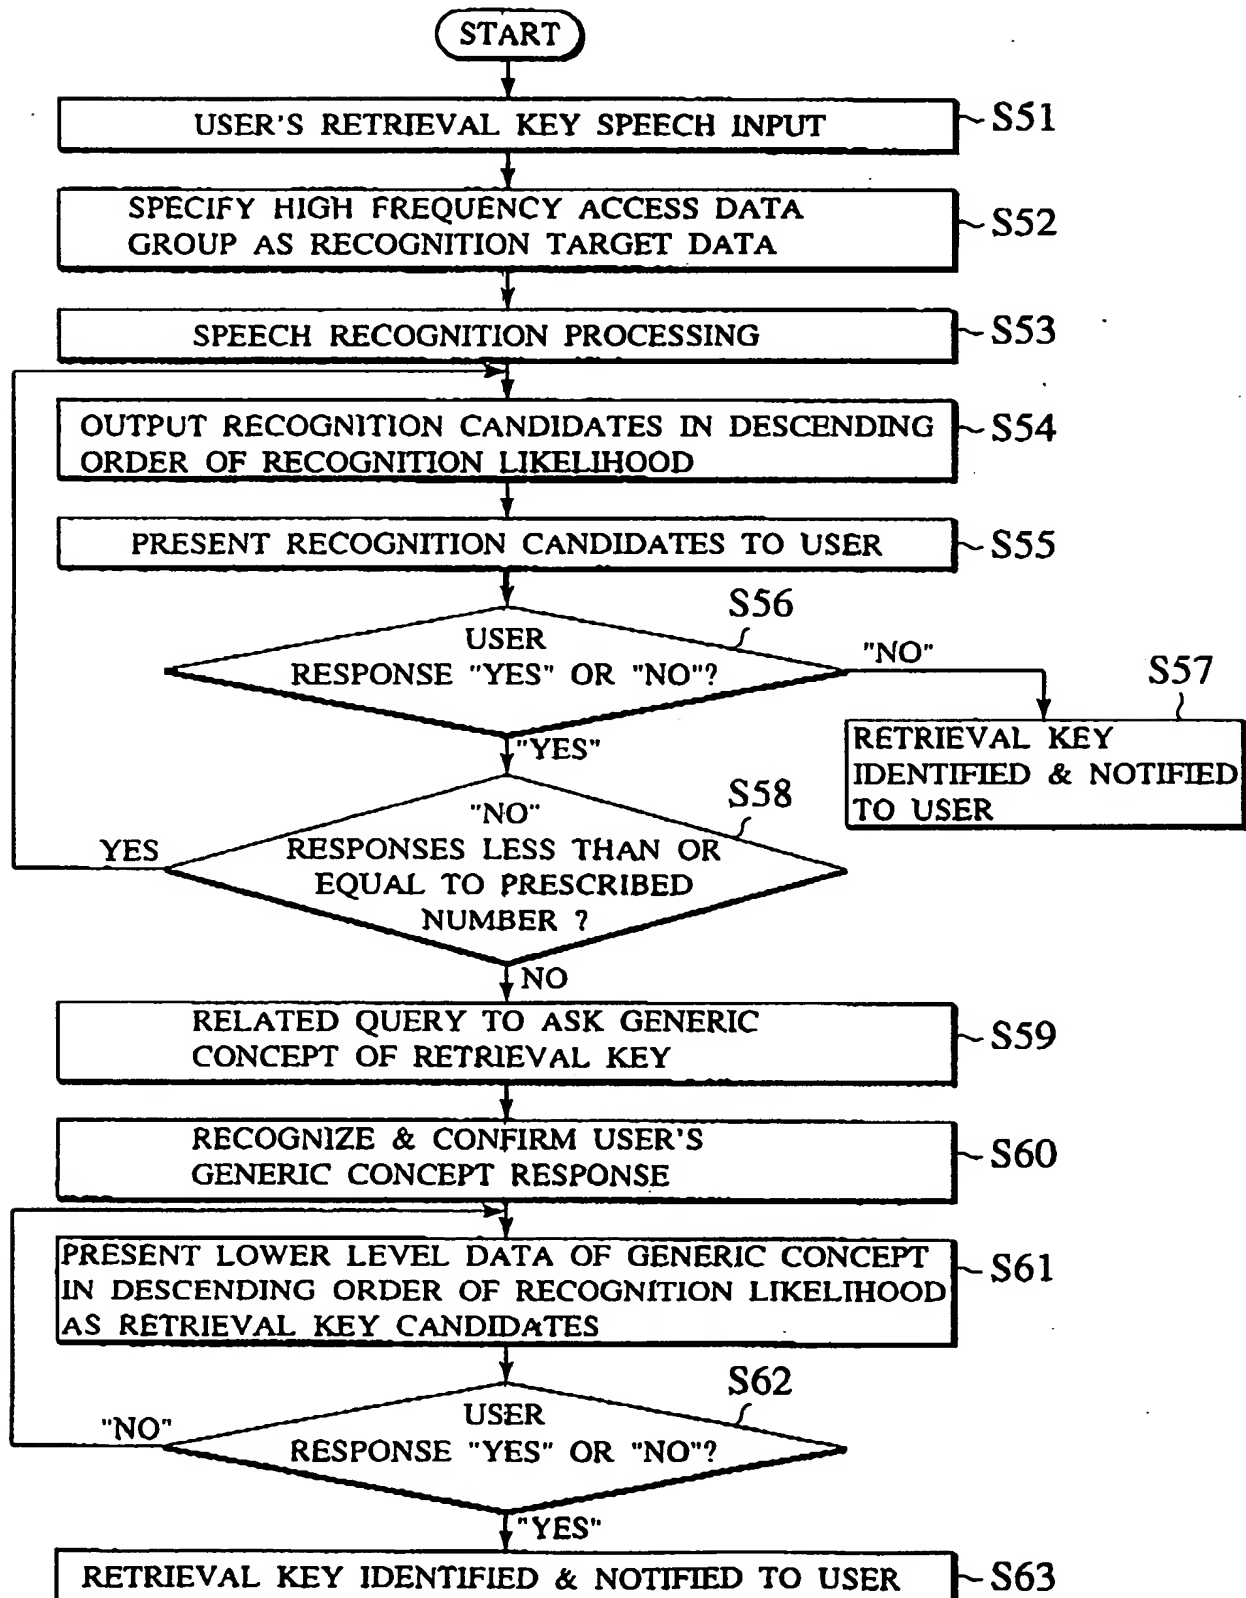 START
USER'S RETRIEVAL KEY SPEECH INPUT
S51
SPECIFY HIGH FREQUENCY ACCESS DATA
GROUP AS RECOGNITION TARGET DATA
S52
SPEECH RECOGNITION PROCESSING
S53
OUTPUT RECOGNITION CANDIDATES IN DESCENDING
ORDER OF RECOGNITION LIKELIHOOD
S54
PRESENT RECOGNITION CANDIDATES TO USER
S55
S56
USER
RESPONSE "YES" OR "NO"?
"NO"
S57
RETRIEVAL KEY
IDENTIFIED & NOTIFIED
TO USER
"YES"
S58
"NO"
RESPONSES LESS THAN OR
EQUAL TO PRESCRIBED
NUMBER ?
YES
NO
RELATED QUERY TO ASK GENERIC
CONCEPT OF RETRIEVAL KEY
S59
RECOGNIZE & CONFIRM USER'S
GENERIC CONCEPT RESPONSE
S60
PRESENT LOWER LEVEL DATA OF GENERIC CONCEPT
IN DESCENDING ORDER OF RECOGNITION LIKELIHOOD
AS RETRIEVAL KEY CANDIDATES
S61
S62
USER
RESPONSE "YES" OR "NO"?
"NO"
"YES"
RETRIEVAL KEY IDENTIFIED & NOTIFIED TO USER
S63